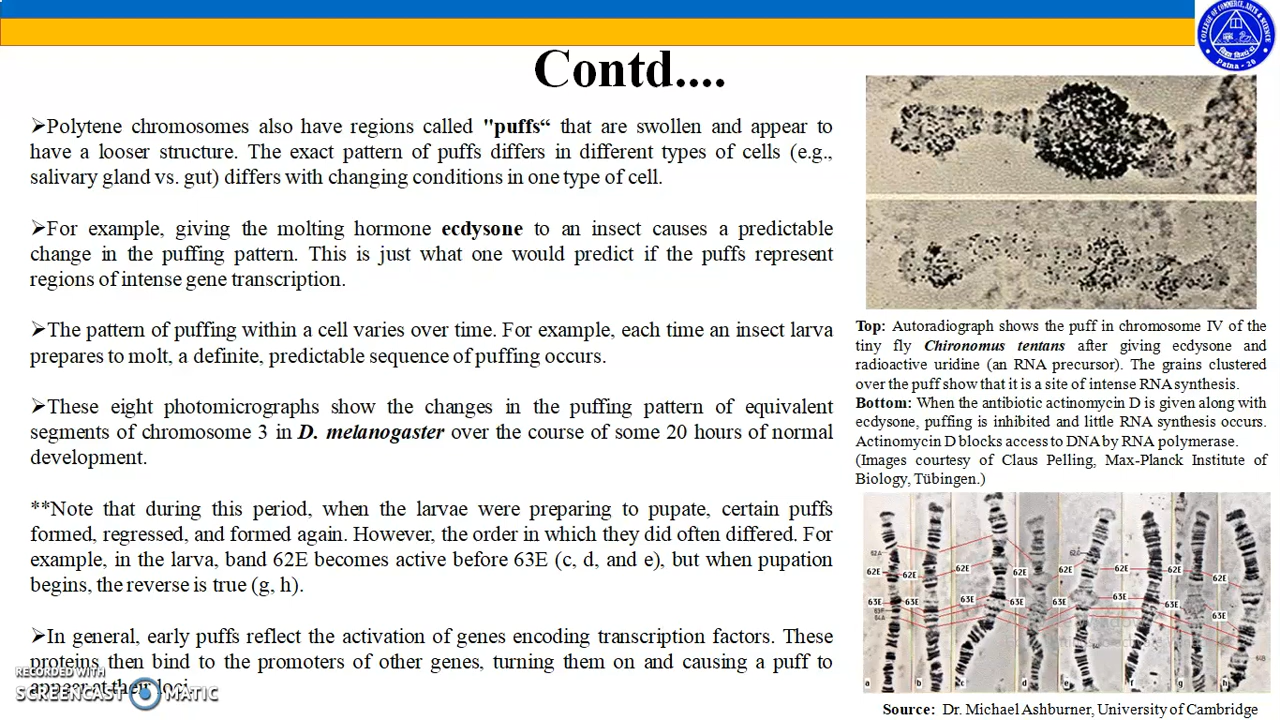 COLLEGE OF COMMERCE, ARTS & SCIENCE
Patna - 20
Contd....
➢Polytene chromosomes also have regions called "puffs“ that are swollen and appear to
have a looser structure. The exact pattern of puffs differs in different types of cells (e.g.,
salivary gland vs. gut) differs with changing conditions in one type of cell.
➢For example, giving the molting hormone ecdysone to an insect causes a predictable
change in the puffing pattern. This is just what one would predict if the puffs represent
regions of intense gene transcription.
➢The pattern of puffing within a cell varies over time. For example, each time an insect larva
prepares to molt, a definite, predictable sequence of puffing occurs.
➢These eight photomicrographs show the changes in the puffing pattern of equivalent
segments of chromosome 3 in D. melanogaster over the course of some 20 hours of normal
development.
**Note that during this period, when the larvae were preparing to pupate, certain puffs
formed, regressed, and formed again. However, the order in which they did often differed. For
example, in the larva, band 62E becomes active before 63E (c, d, and e), but when pupation
begins, the reverse is true (g, h).
➢In general, early puffs reflect the activation of genes encoding transcription factors. These
proteins then bind to the promoters of other genes, turning them on and causing a puff to
appear at their loci.
RECORDED WITH
SCREENCAST MATIC
Top: Autoradiograph shows the puff in chromosome IV of the
tiny fly Chironomus tentans after giving ecdysone and
radioactive uridine (an RNA precursor). The grains clustered
over the puff show that it is a site of intense RNA synthesis.
Bottom: When the antibiotic actinomycin D is given along with
ecdysone, puffing is inhibited and little RNA synthesis occurs.
Actinomycin D blocks access to DNA by RNA polymerase.
(Images courtesy of Claus Pelling, Max-Planck Institute of
Biology, Tübingen.)
62A 62A
62E 62E 62E 62E 62E 62E 62E 62E
63E 63E 63E 63E 63E 63E 63E 63E
63F
64A
64B
a b c d e f g h
Source: Dr. Michael Ashburner, University of Cambridge